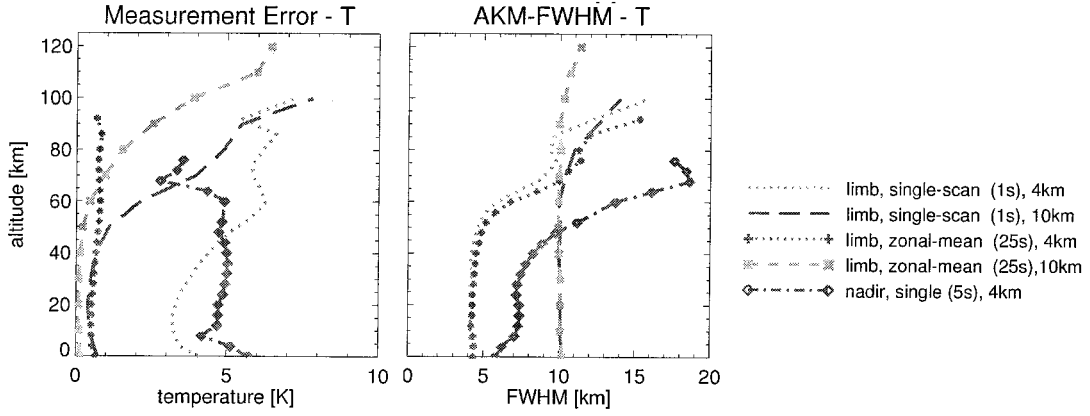 Measurement Error - T
AKM-FWHM - T
120
100
80
60
40
20
0
altitude [km]
0
5
10
temperature [K]
0
5
10
15
20
FWHM [km]
limb, single-scan (1s), 4km
limb, single-scan (1s), 10km
limb, zonal-mean (25s), 4km
limb, zonal-mean (25s),10km
nadir, single (5s), 4km